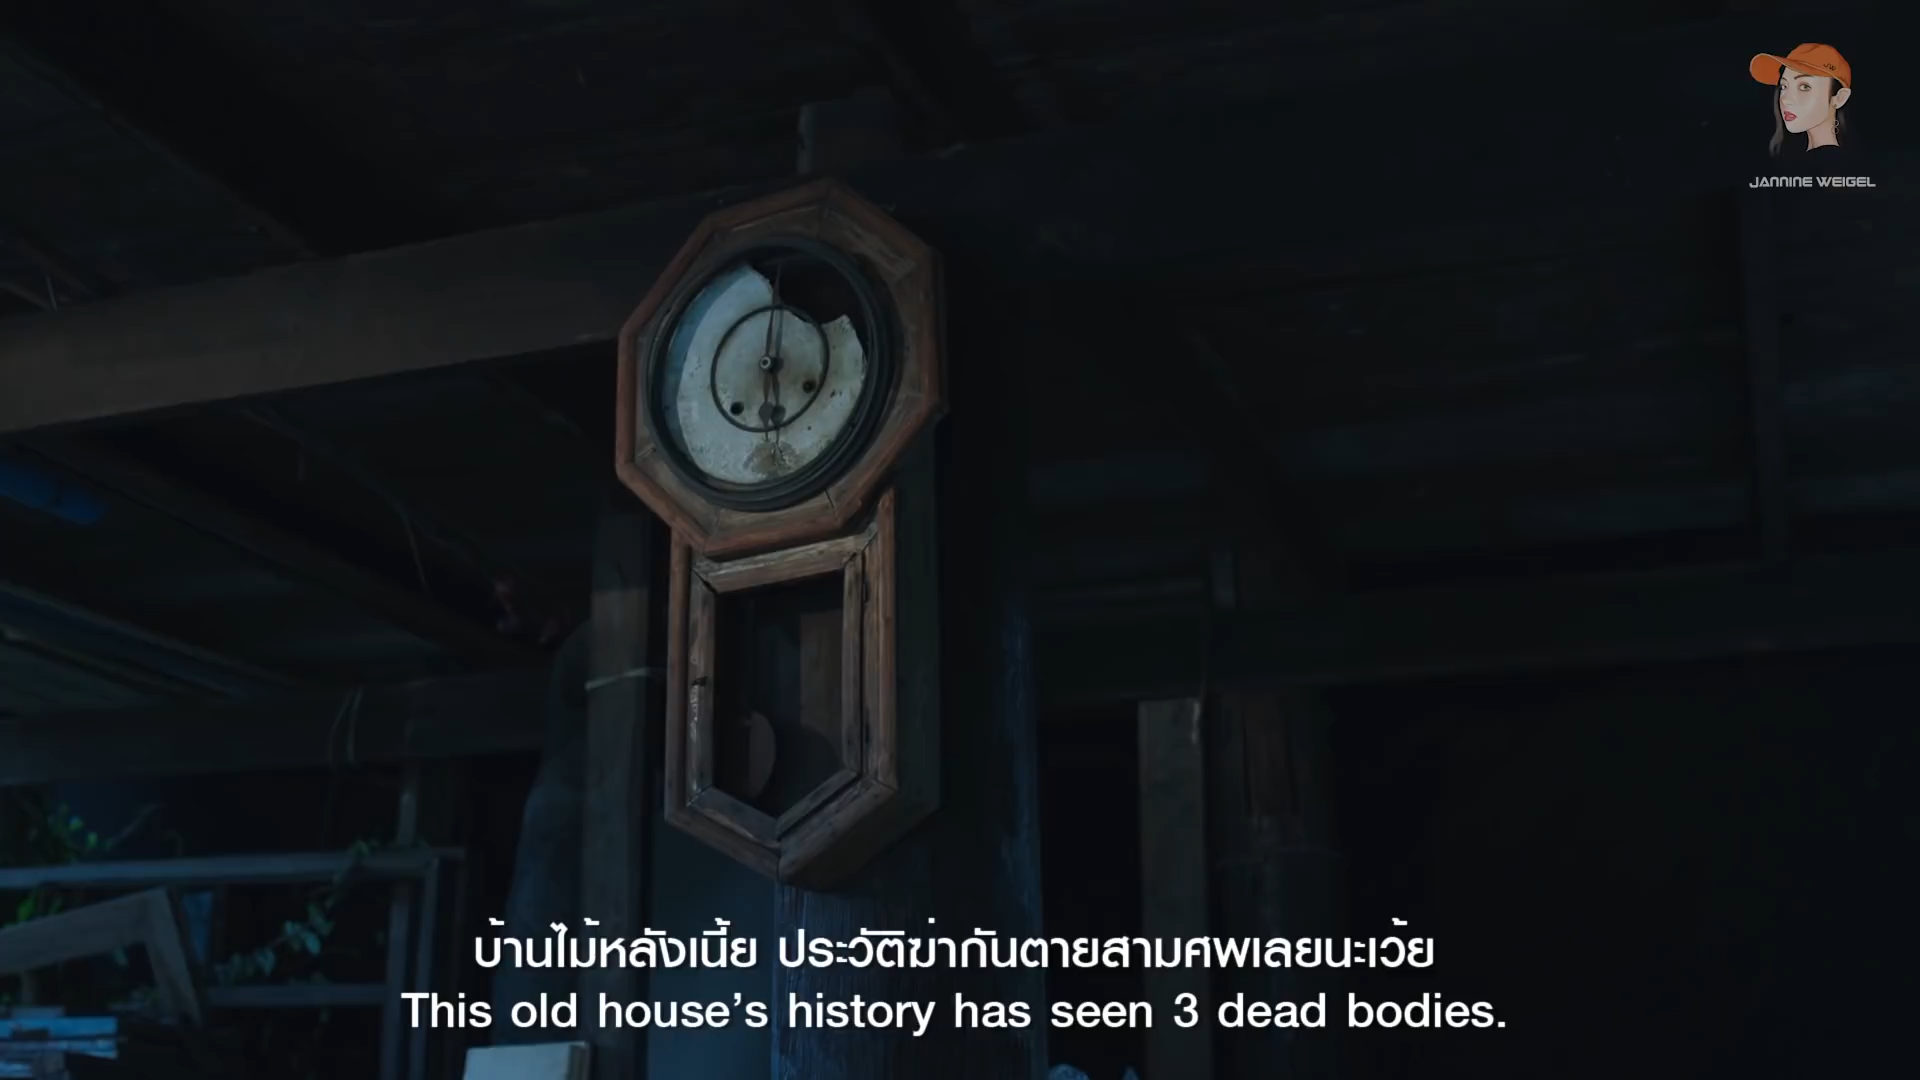 JANNINE WEIGEL
บ้านไม้หลังเนี้ย ประวัติฆ่ากันตายสามศพเลยนะเว้ย
This old house’s history has seen 3 dead bodies.